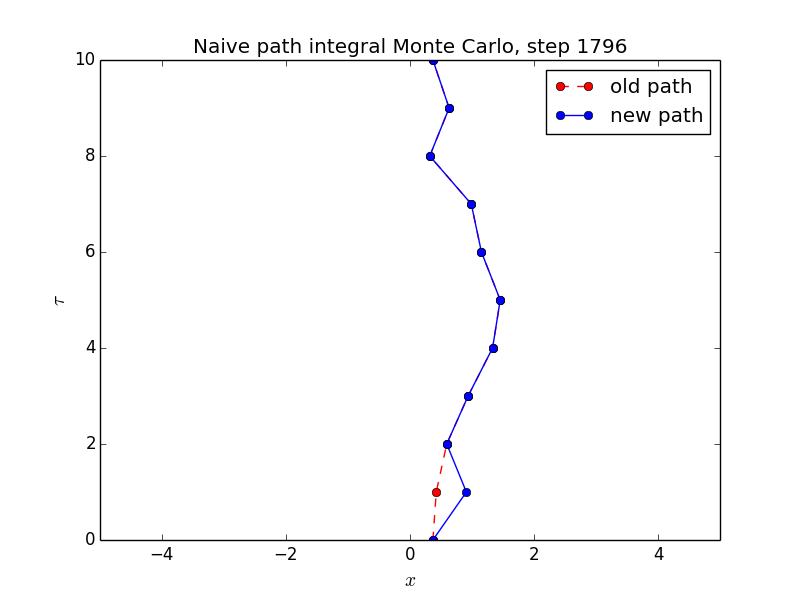 Naive path integral Monte Carlo, step 1796
10
8
6
4
2
0
τ
old path
new path
−4
−2
0
2
4
x